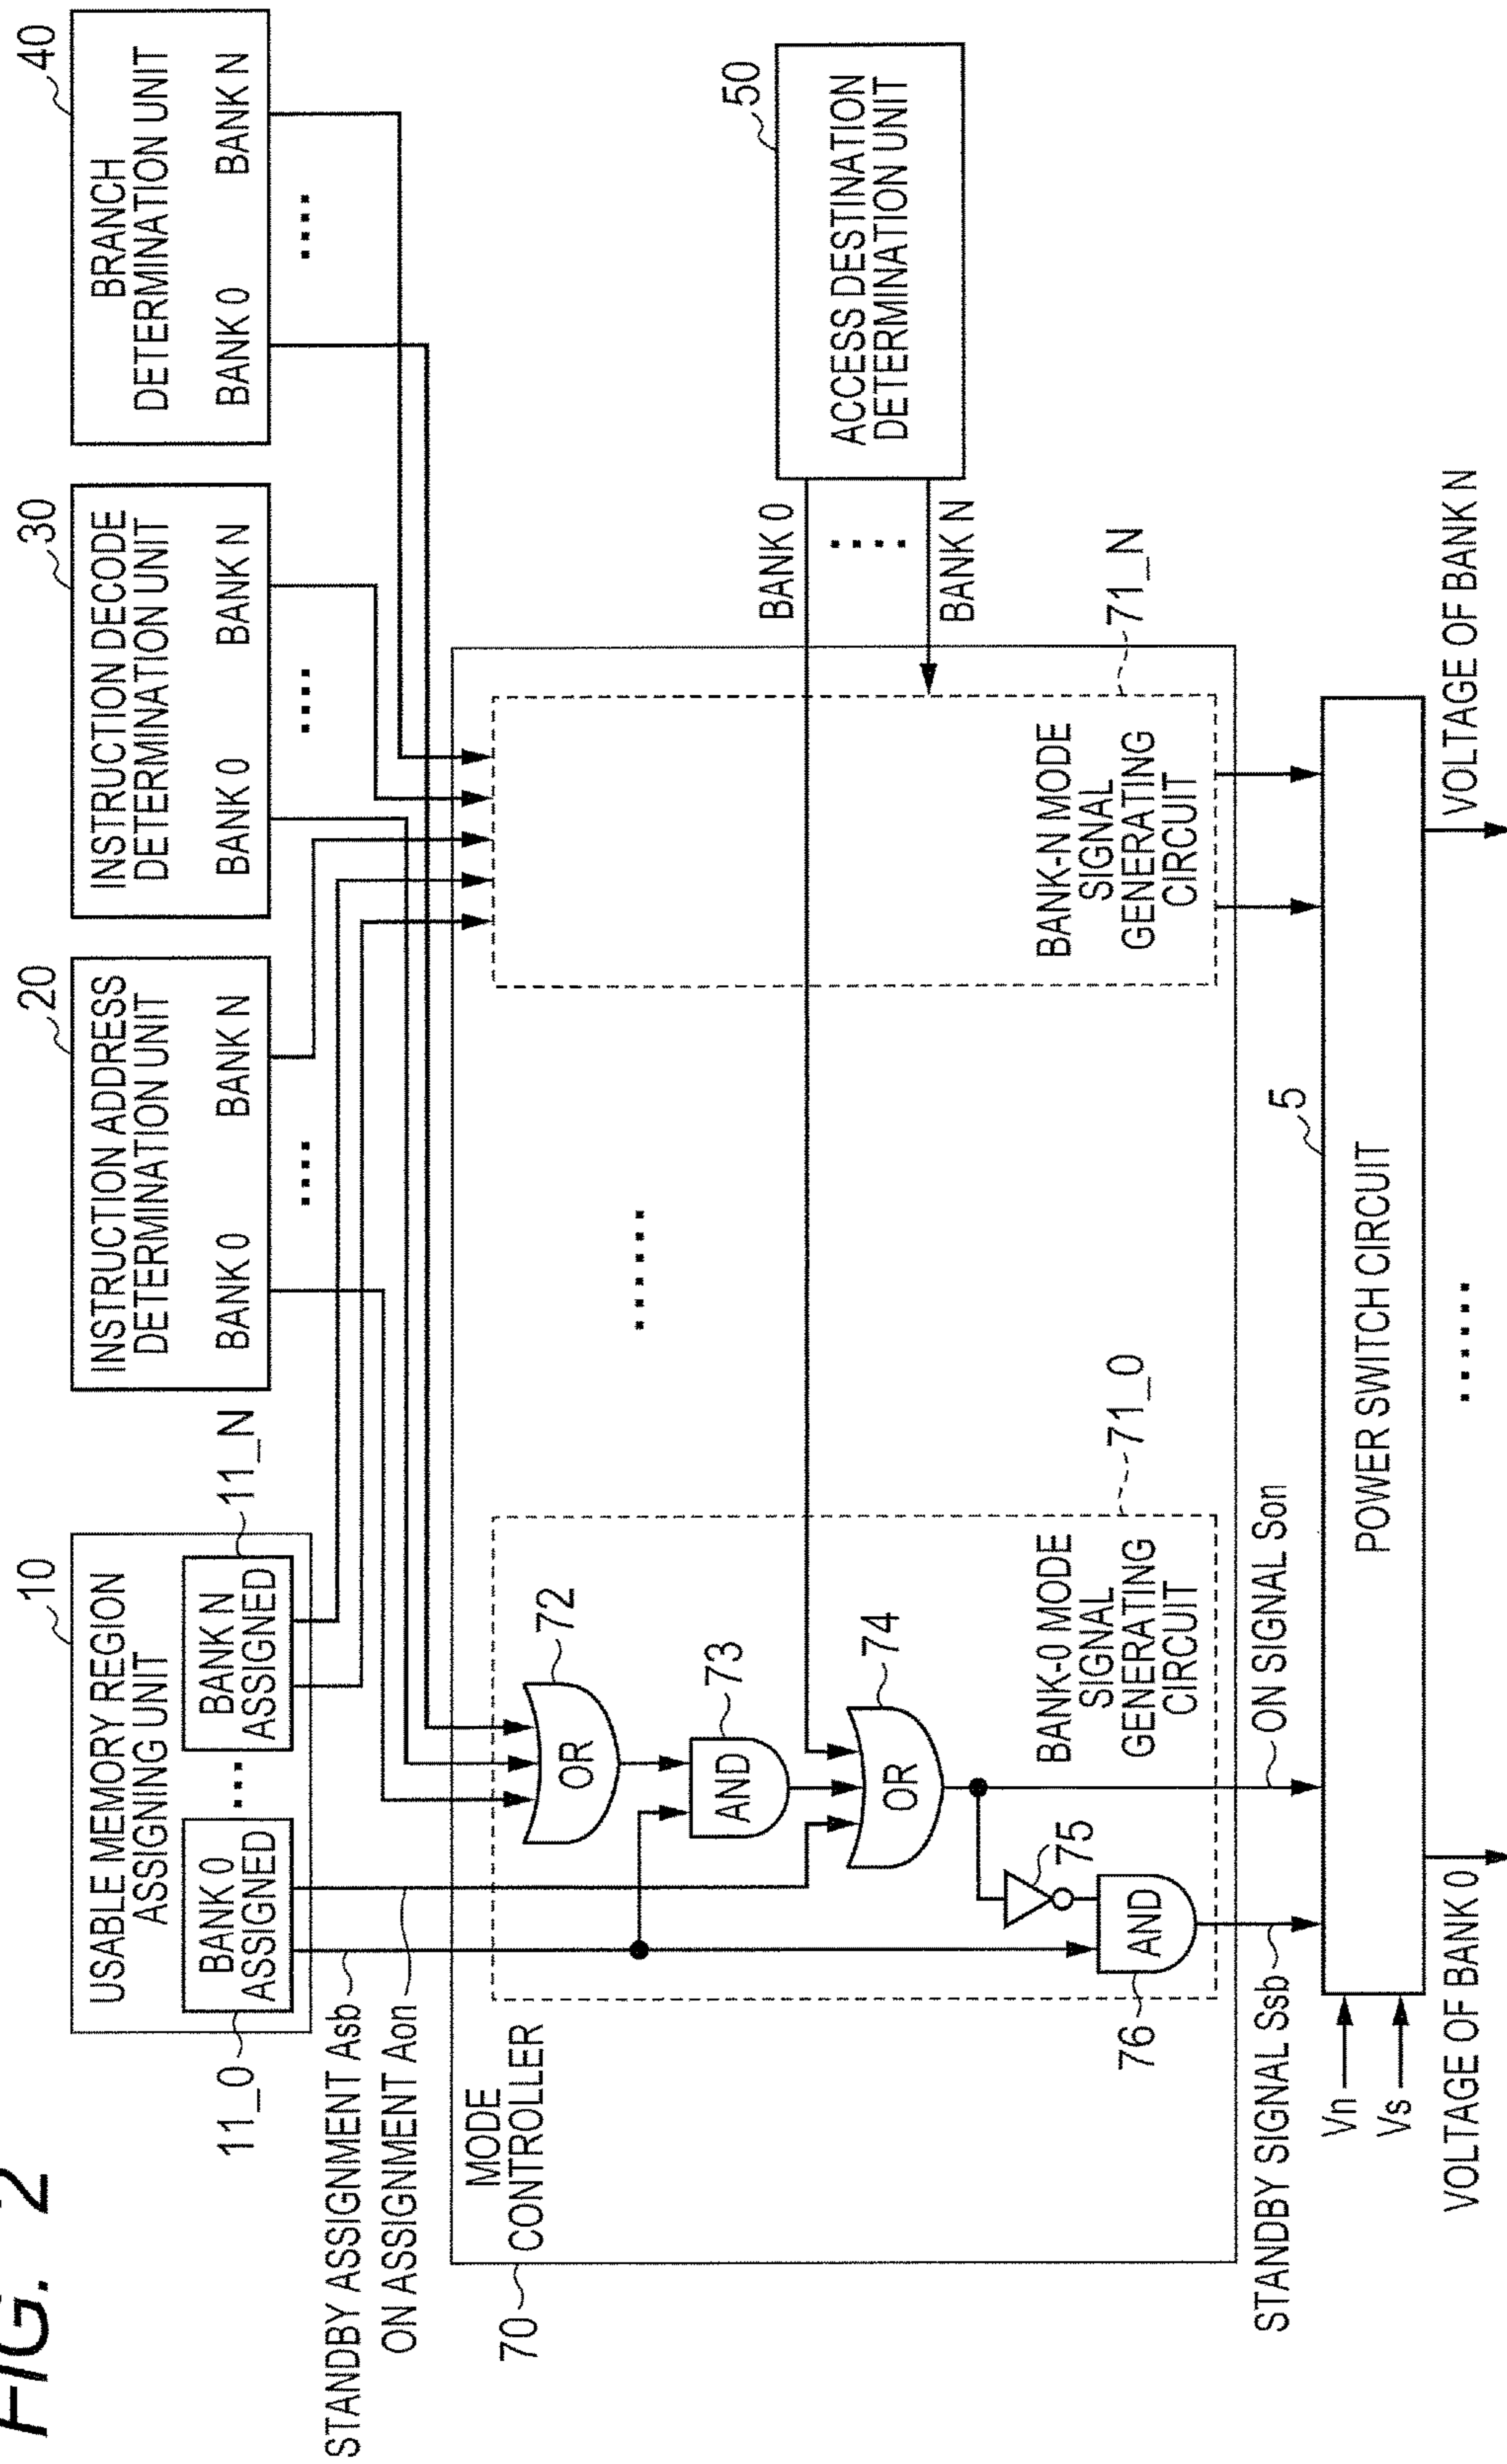 FIG. 2
10
USABLE MEMORY REGION
ASSIGNING UNIT
BANK 0
ASSIGNED
BANK N
ASSIGNED
11_0
11_N
20
INSTRUCTION ADDRESS
DETERMINATION UNIT
BANK 0
BANK N
30
INSTRUCTION DECODE
DETERMINATION UNIT
BANK 0
BANK N
40
BRANCH
DETERMINATION UNIT
BANK 0
BANK N
STANDBY ASSIGNMENT Asb
ON ASSIGNMENT Aon
70
MODE
CONTROLLER
OR
72
AND
73
OR
74
75
AND
76
BANK-0 MODE
SIGNAL
GENERATING
CIRCUIT
71_0
BANK-N MODE
SIGNAL
GENERATING
CIRCUIT
71_N
50
ACCESS DESTINATION
DETERMINATION UNIT
BANK 0
BANK N
STANDBY SIGNAL Ssb
ON SIGNAL Son
5
POWER SWITCH CIRCUIT
Vn
Vs
VOLTAGE OF BANK 0
VOLTAGE OF BANK N